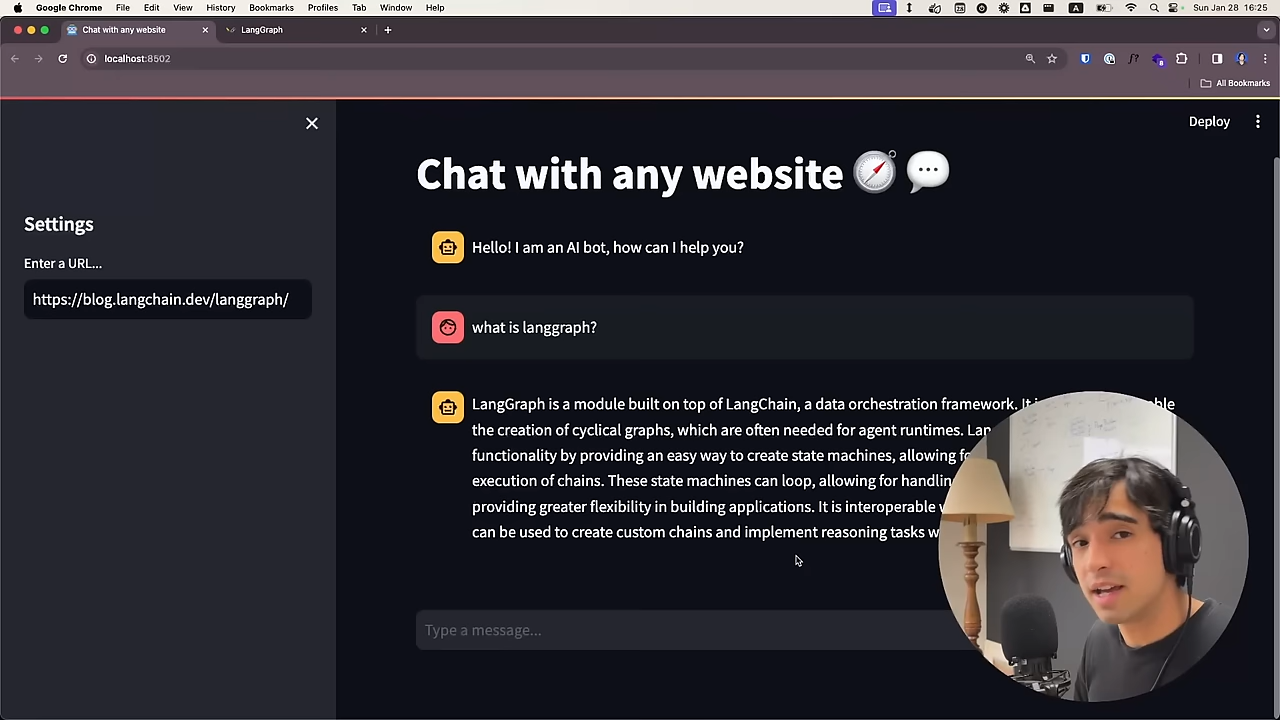 Google Chrome File Edit View History Bookmarks Profiles Tab Window Help Sun Jan 28 16:25
Chat with any website LangGraph
localhost:8502
All Bookmarks
Deploy
Chat with any website
Settings
Enter a URL...
https://blog.langchain.dev/langgraph/
Hello! I am an AI bot, how can I help you?
what is langgraph?
LangGraph is a module built on top of LangChain, a data orchestration framework.
the creation of cyclical graphs, which are often needed for agent runtimes.
functionality by providing an easy way to create state machines, allowing
execution of chains. These state machines can loop, allowing for
providing greater flexibility in building applications. It is interoperable
can be used to create custom chains and implement reasoning tasks
Type a message...